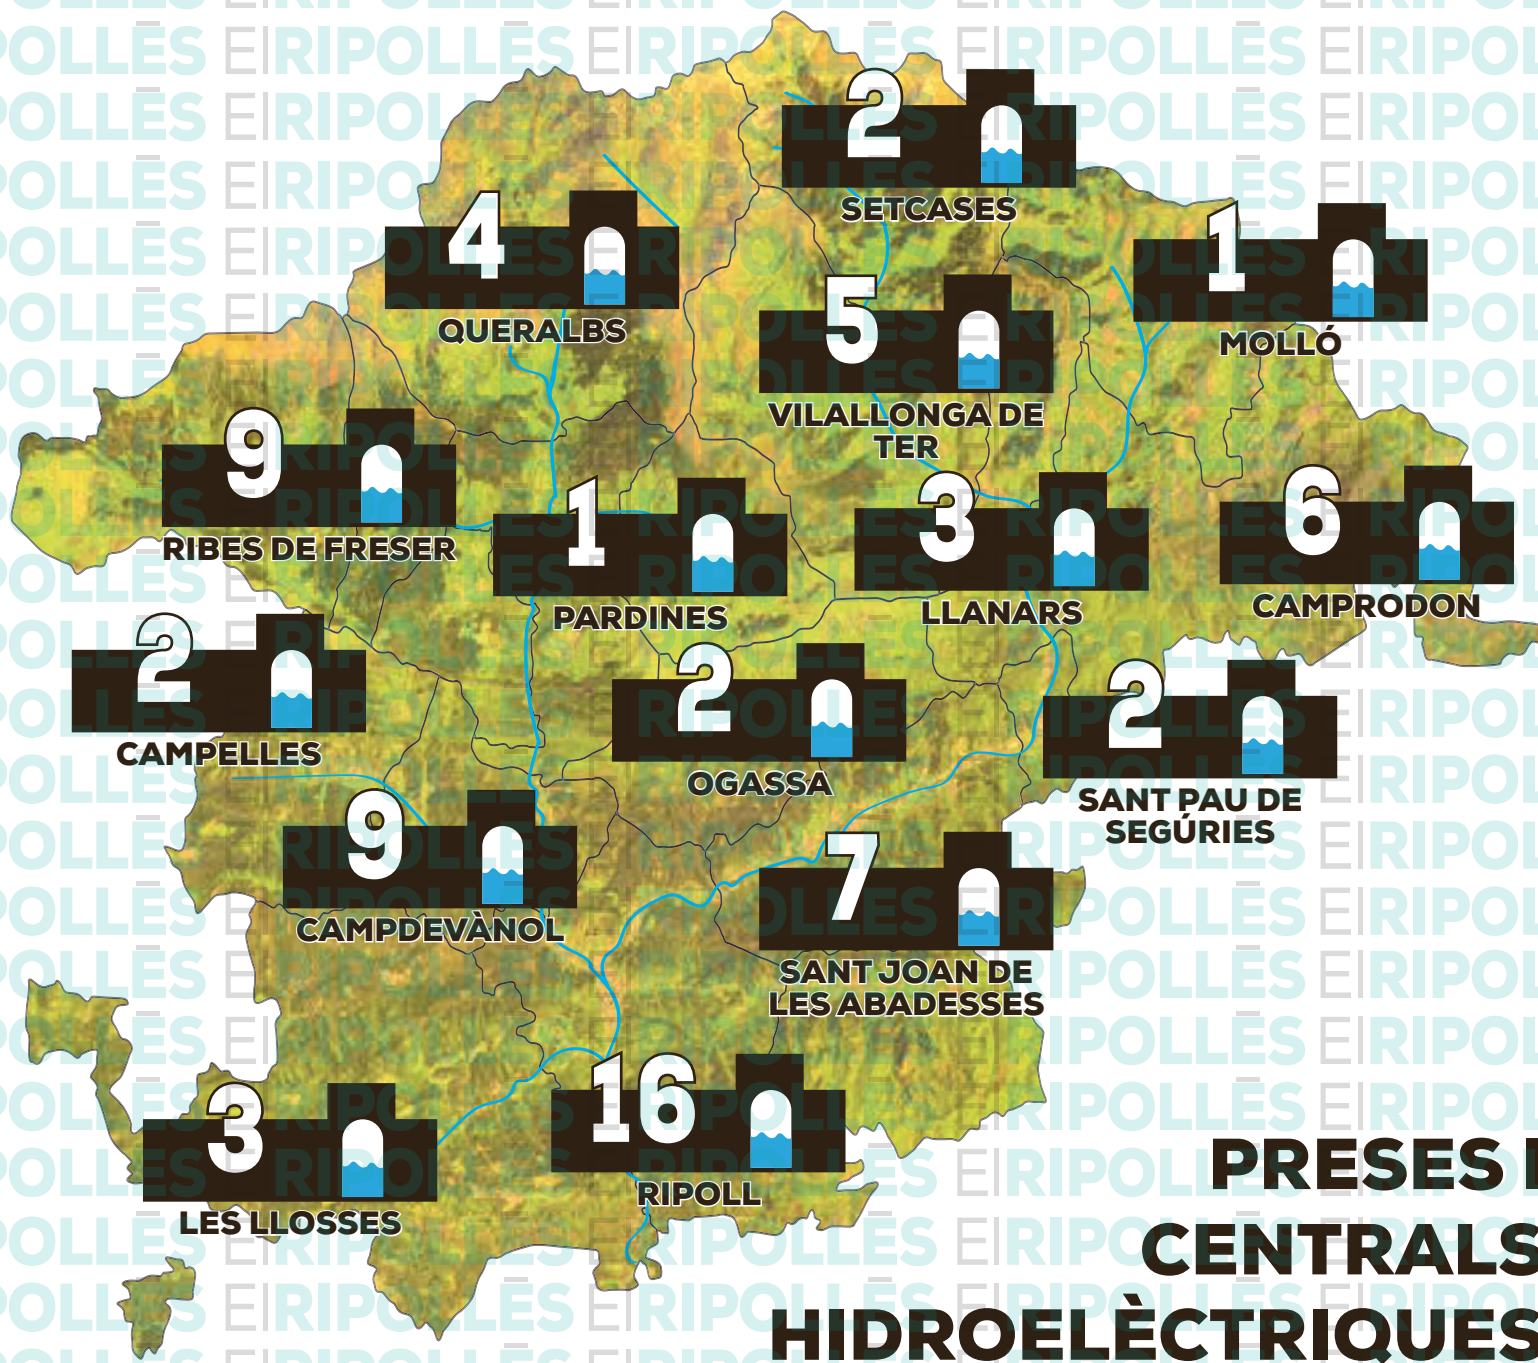 2
SETCASES
4
QUERALBS
1
MOLLÓ
5
VILALLONGA DE
TER
9
RIBES DE FRESER
1
PARDINES
3
LLANARS
6
CAMPRODON
2
CAMPELLES
2
OGASSA
2
SANT PAU DE
SEGÚRIES
9
CAMPDEVÀNOL
7
SANT JOAN DE
LES ABADESSES
3
LES LLOSSES
16
RIPOLL
PRESES
CENTRALS
HIDROELÈCTRIQUES
EL RIPOLLÈS